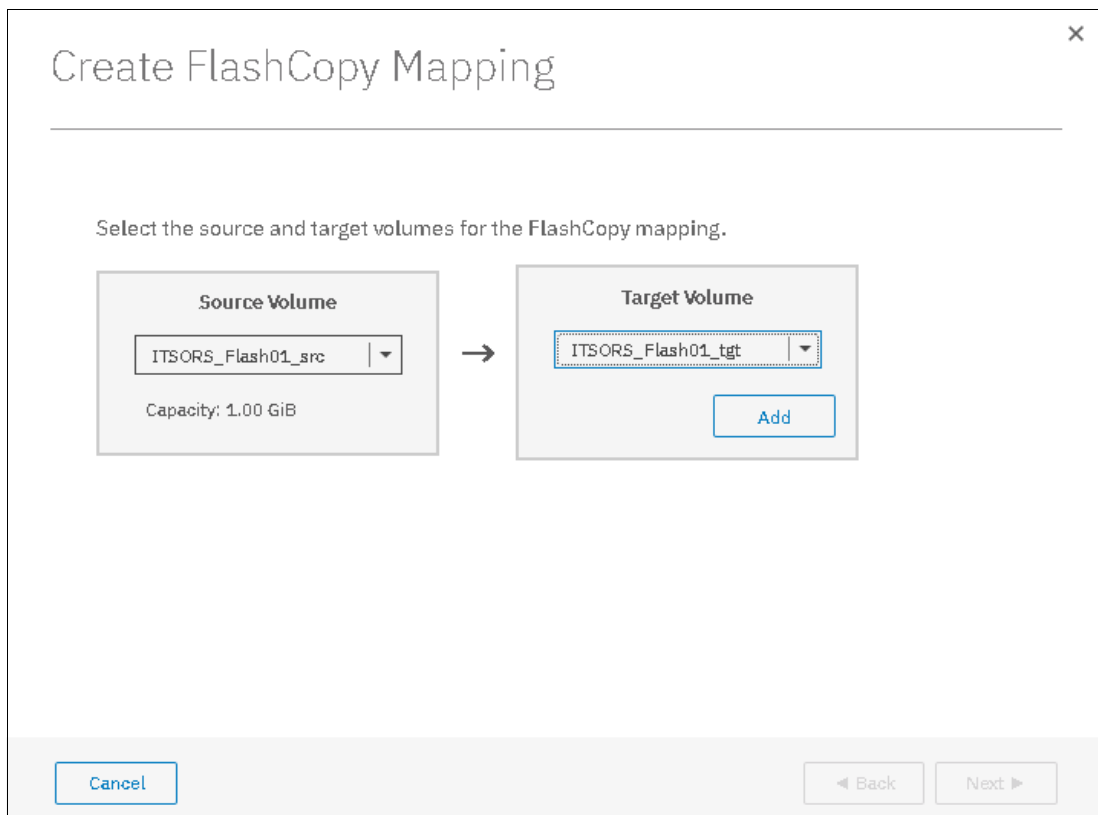 Create FlashCopy Mapping
Select the source and target volumes for the FlashCopy mapping.
Source Volume
ITSORS_Flash01_src
Capacity: 1.00 GiB
Target Volume
ITSORS_Flash01_tgt
Add
Cancel
Back
Next